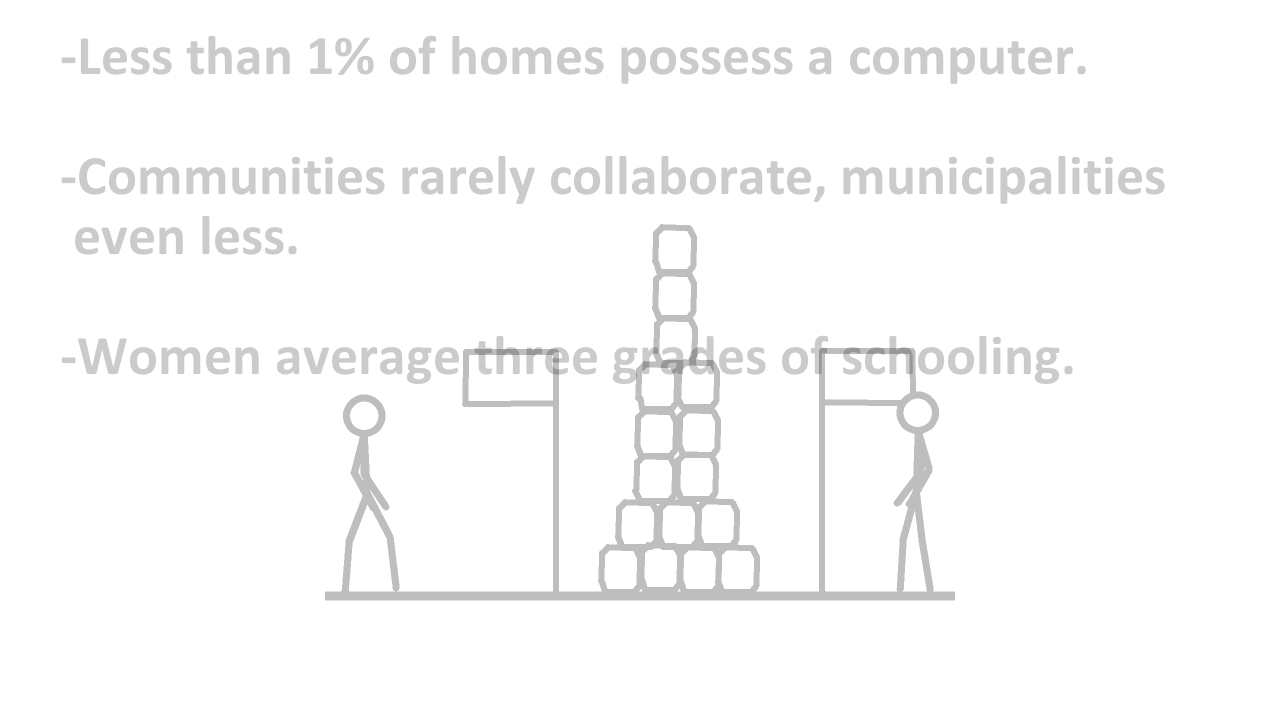 -Less than 1% of homes possess a computer.
-Communities rarely collaborate, municipalities
even less.
-Women average three grades of schooling.